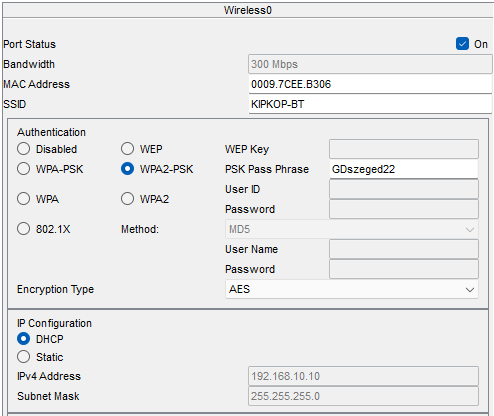 Wireless0
Port Status On
Bandwidth 300 Mbps
MAC Address 0009.7CEE.B306
SSID KIPKOP-BT
Authentication
Disabled WEP WEP Key
WPA-PSK WPA2-PSK PSK Pass Phrase GDszeged22
User ID
WPA WPA2 Password
802.1X Method: MD5
User Name
Password
Encryption Type AES
IP Configuration
DHCP
Static
IPv4 Address 192.168.10.10
Subnet Mask 255.255.255.0